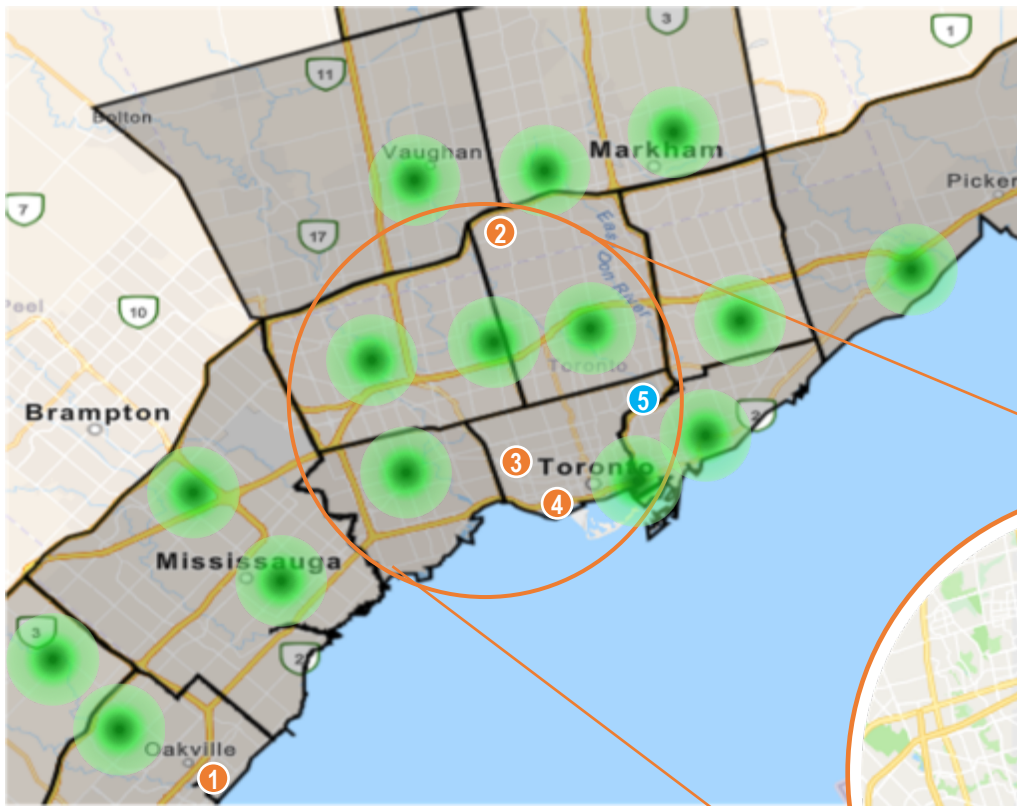 3
1
11
Bolton
Vaughan
Markham
7
Picker
17
2
East Don River
Peel
10
Toronto
5
Brampton
2
3
Toronto
4
Mississauga
3
2
Oakville
1